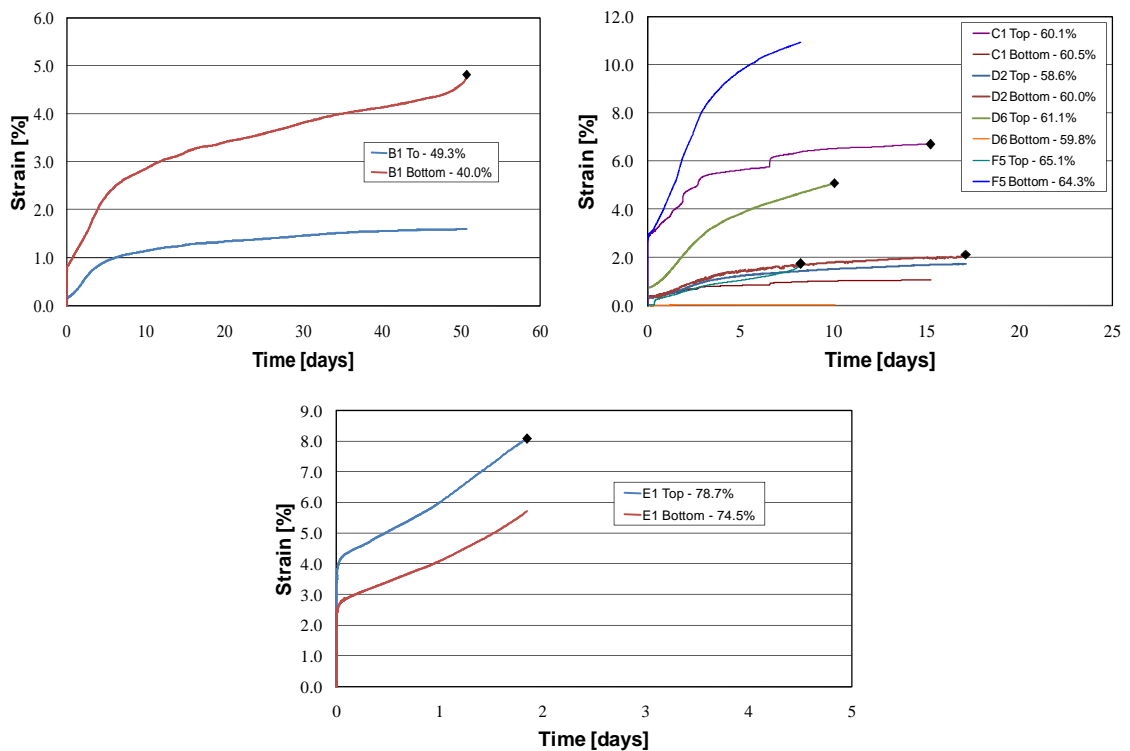 6.0
5.0
4.0
3.0
2.0
1.0
0.0
Strain [%]
0 10 20 30 40 50 60
Time [days]
B1 To - 49.3%
B1 Bottom - 40.0%
12.0
10.0
8.0
6.0
4.0
2.0
0.0
Strain [%]
0 5 10 15 20 25
Time [days]
C1 Top - 60.1%
C1 Bottom - 60.5%
D2 Top - 58.6%
D2 Bottom - 60.0%
D6 Top - 61.1%
D6 Bottom - 59.8%
F5 Top - 65.1%
F5 Bottom - 64.3%
9.0
8.0
7.0
6.0
5.0
4.0
3.0
2.0
1.0
0.0
Strain [%]
0 1 2 3 4 5
Time [days]
E1 Top - 78.7%
E1 Bottom - 74.5%